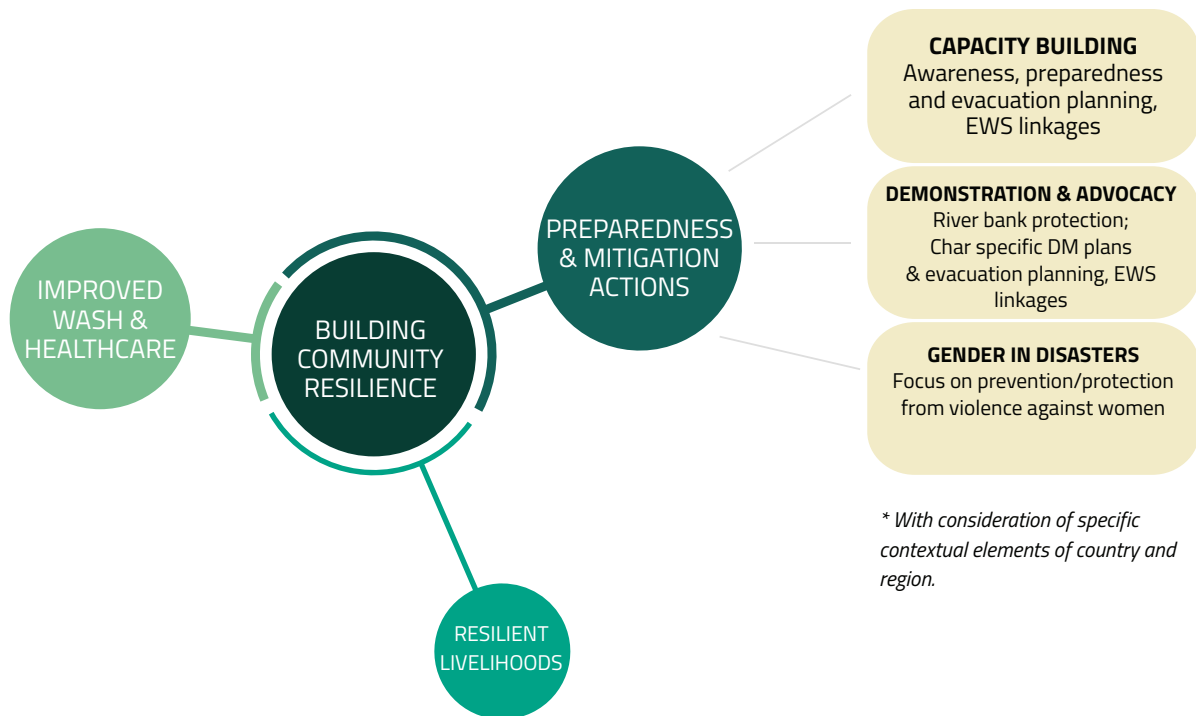 IMPROVED
WASH &
HEALTHCARE
BUILDING
COMMUNITY
RESILIENCE
PREPAREDNESS
& MITIGATION
ACTIONS
RESILIENT
LIVELIHOODS
CAPACITY BUILDING
Awareness, preparedness
and evacuation planning,
EWS linkages
DEMONSTRATION & ADVOCACY
River bank protection;
Char specific DM plans
& evacuation planning, EWS
linkages
GENDER IN DISASTERS
Focus on prevention/protection
from violence against women
* With consideration of specific
contextual elements of country and
region.